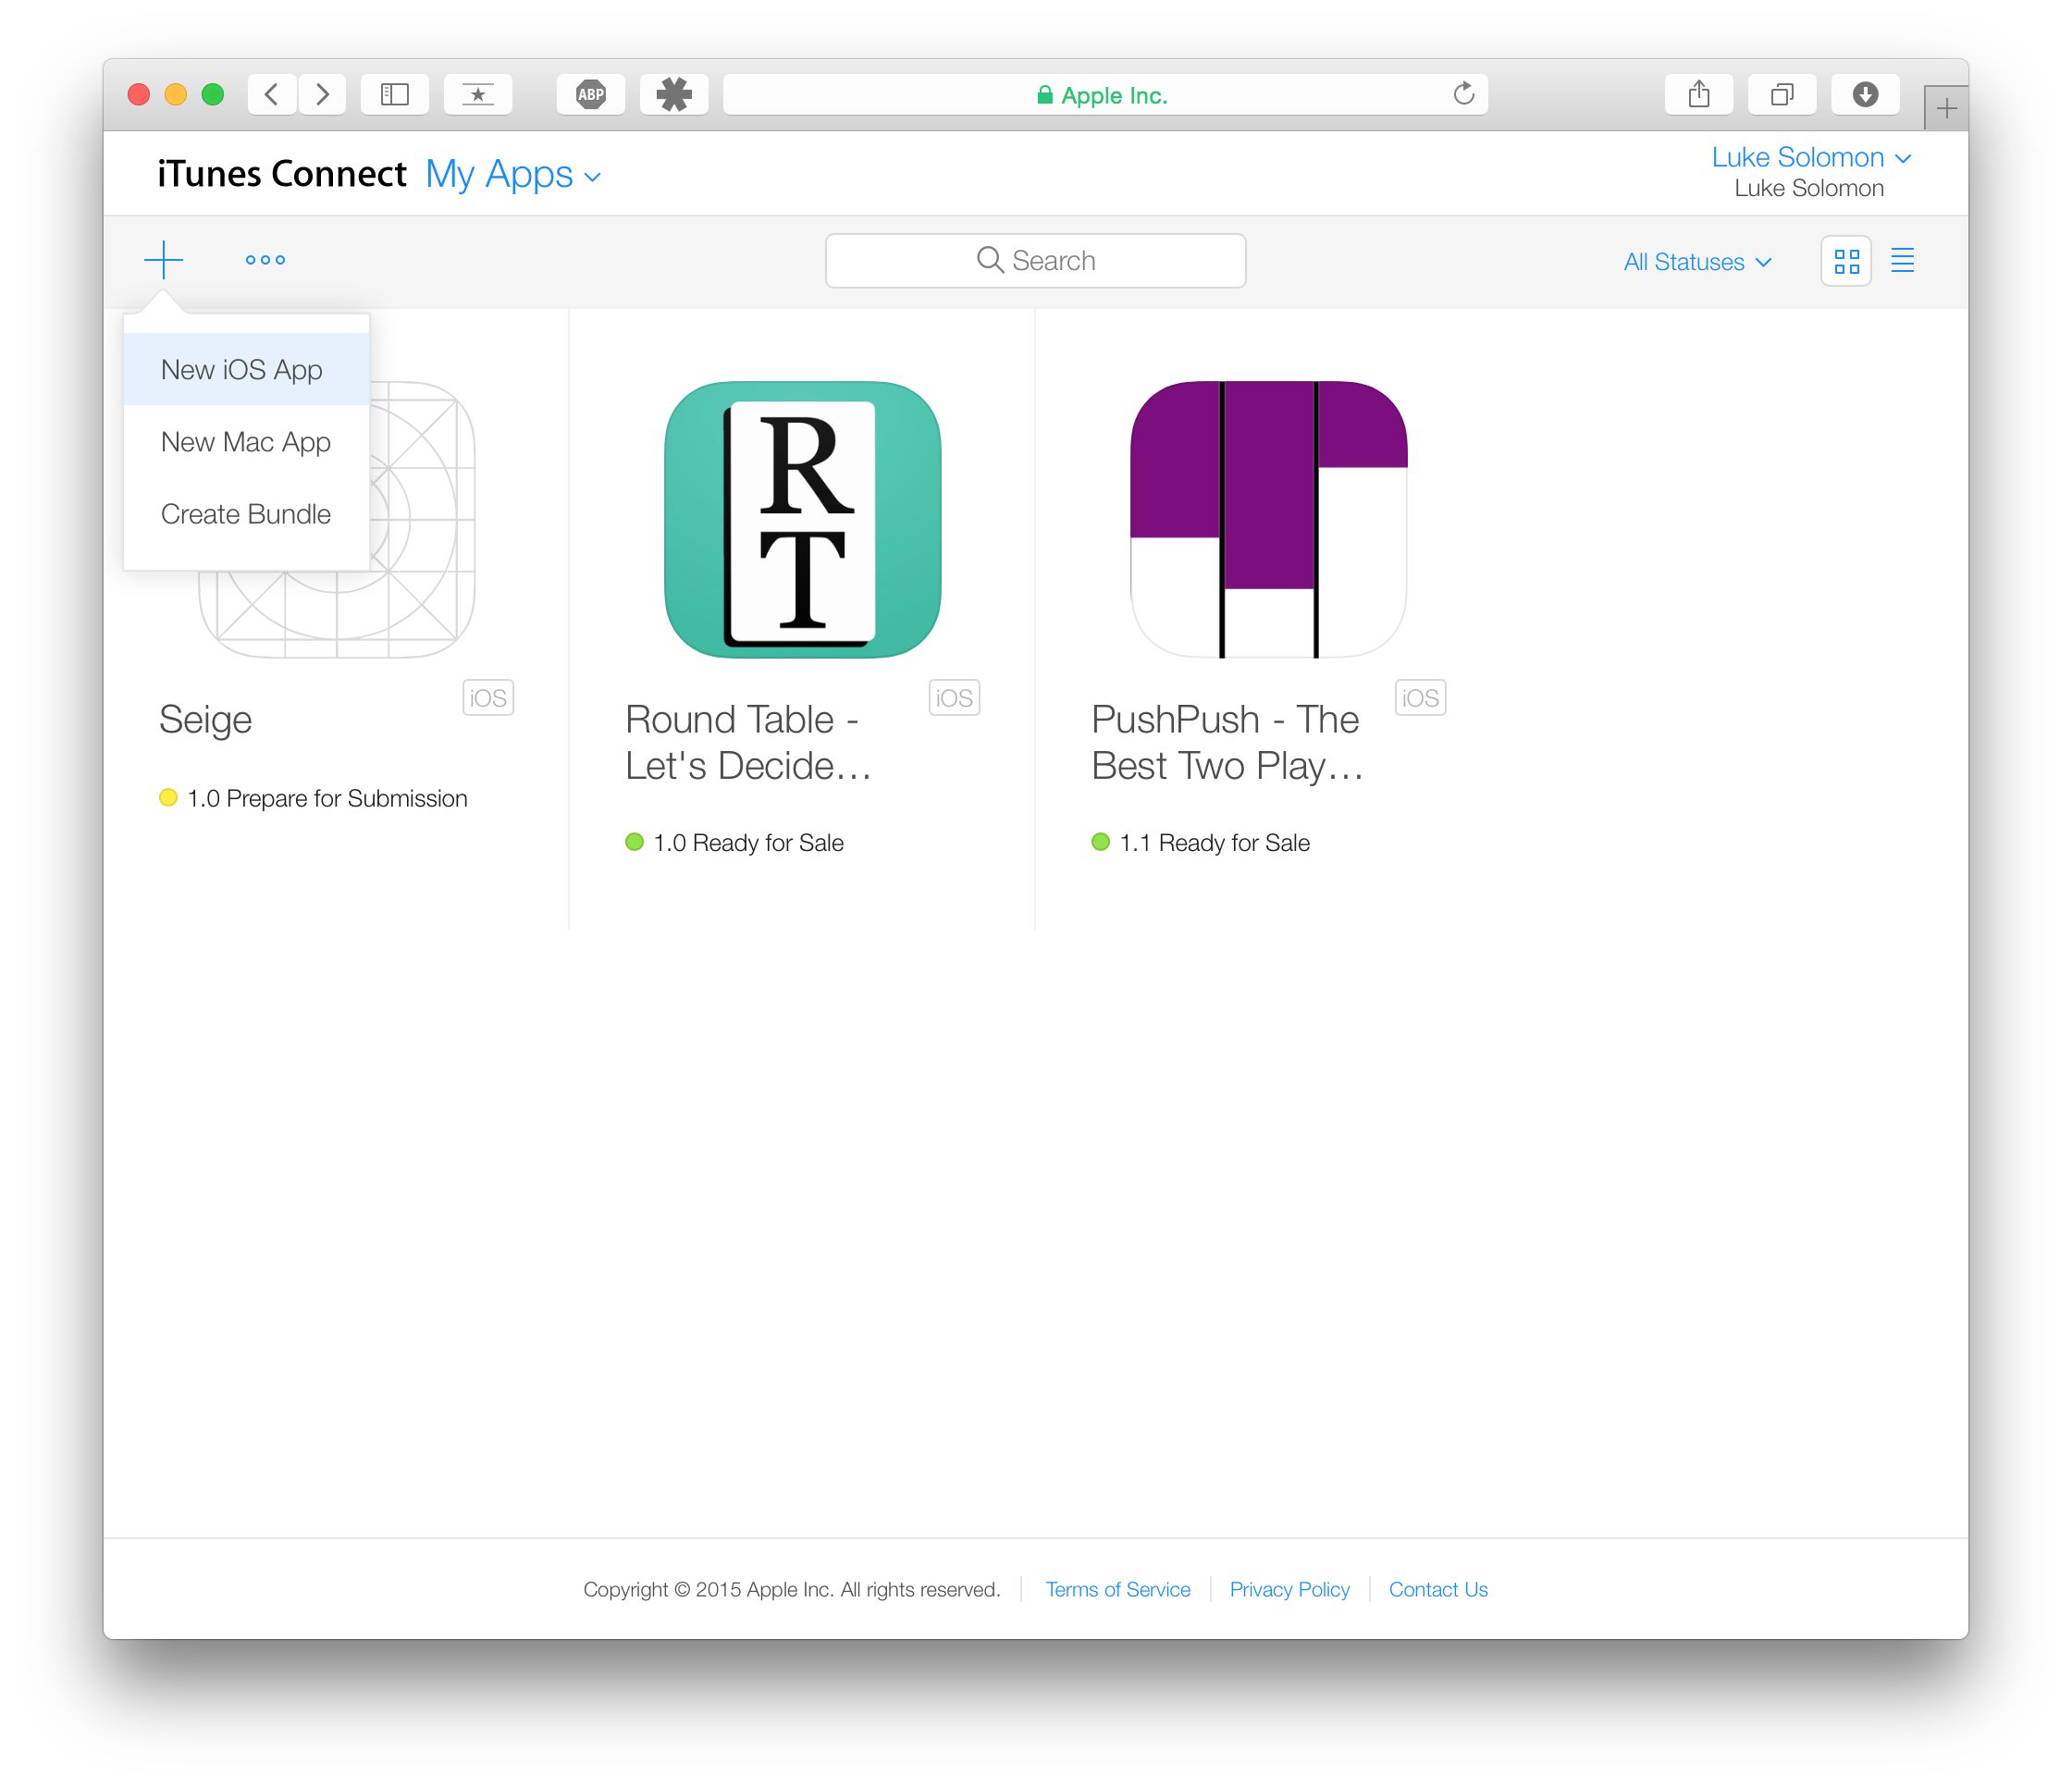 ABP
Apple Inc.
iTunes Connect My Apps
Luke Solomon
Luke Solomon
Search
All Statuses
New iOS App
New Mac App
Create Bundle
R
T
iOS
Seige
1.0 Prepare for Submission
iOS
Round Table -
Let's Decide...
1.0 Ready for Sale
iOS
PushPush - The
Best Two Play...
1.1 Ready for Sale
Copyright © 2015 Apple Inc. All rights reserved. Terms of Service Privacy Policy Contact Us